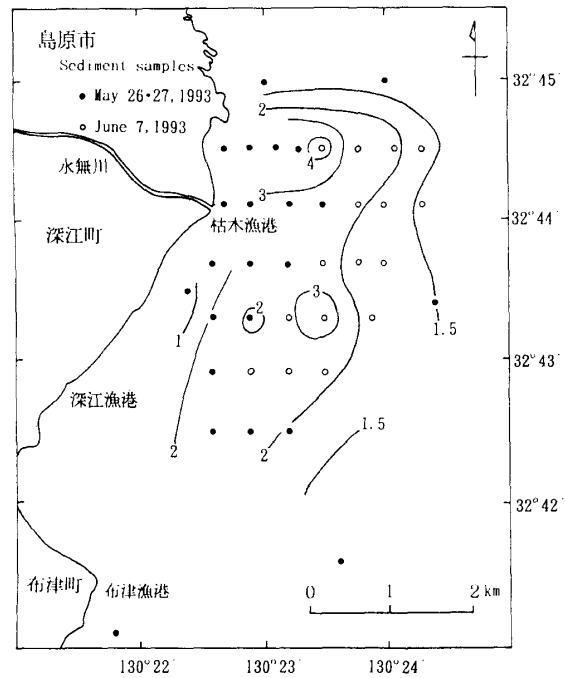 島原市
Sediment samples
● May 26・27, 1993
○ June 7, 1993
水無川
深江町
枯木漁港
深江漁港
布津町
布津漁港
2
4
3
3
2
1
1.5
2
2
1.5
0 1 2 km
32°45'
32°44'
32°43'
32°42'
130°22' 130°23' 130°24'